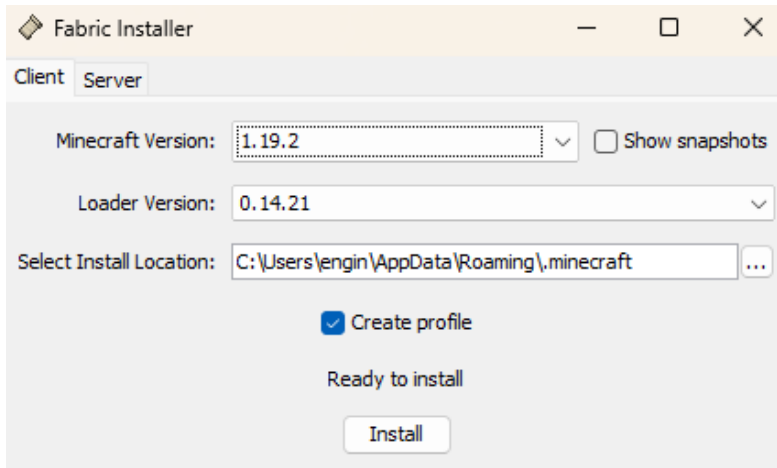 Fabric Installer
Client Server
Minecraft Version: 1.19.2 Show snapshots
Loader Version: 0.14.21
Select Install Location: C:\Users\engin\AppData\Roaming\.minecraft ...
Create profile
Ready to install
Install